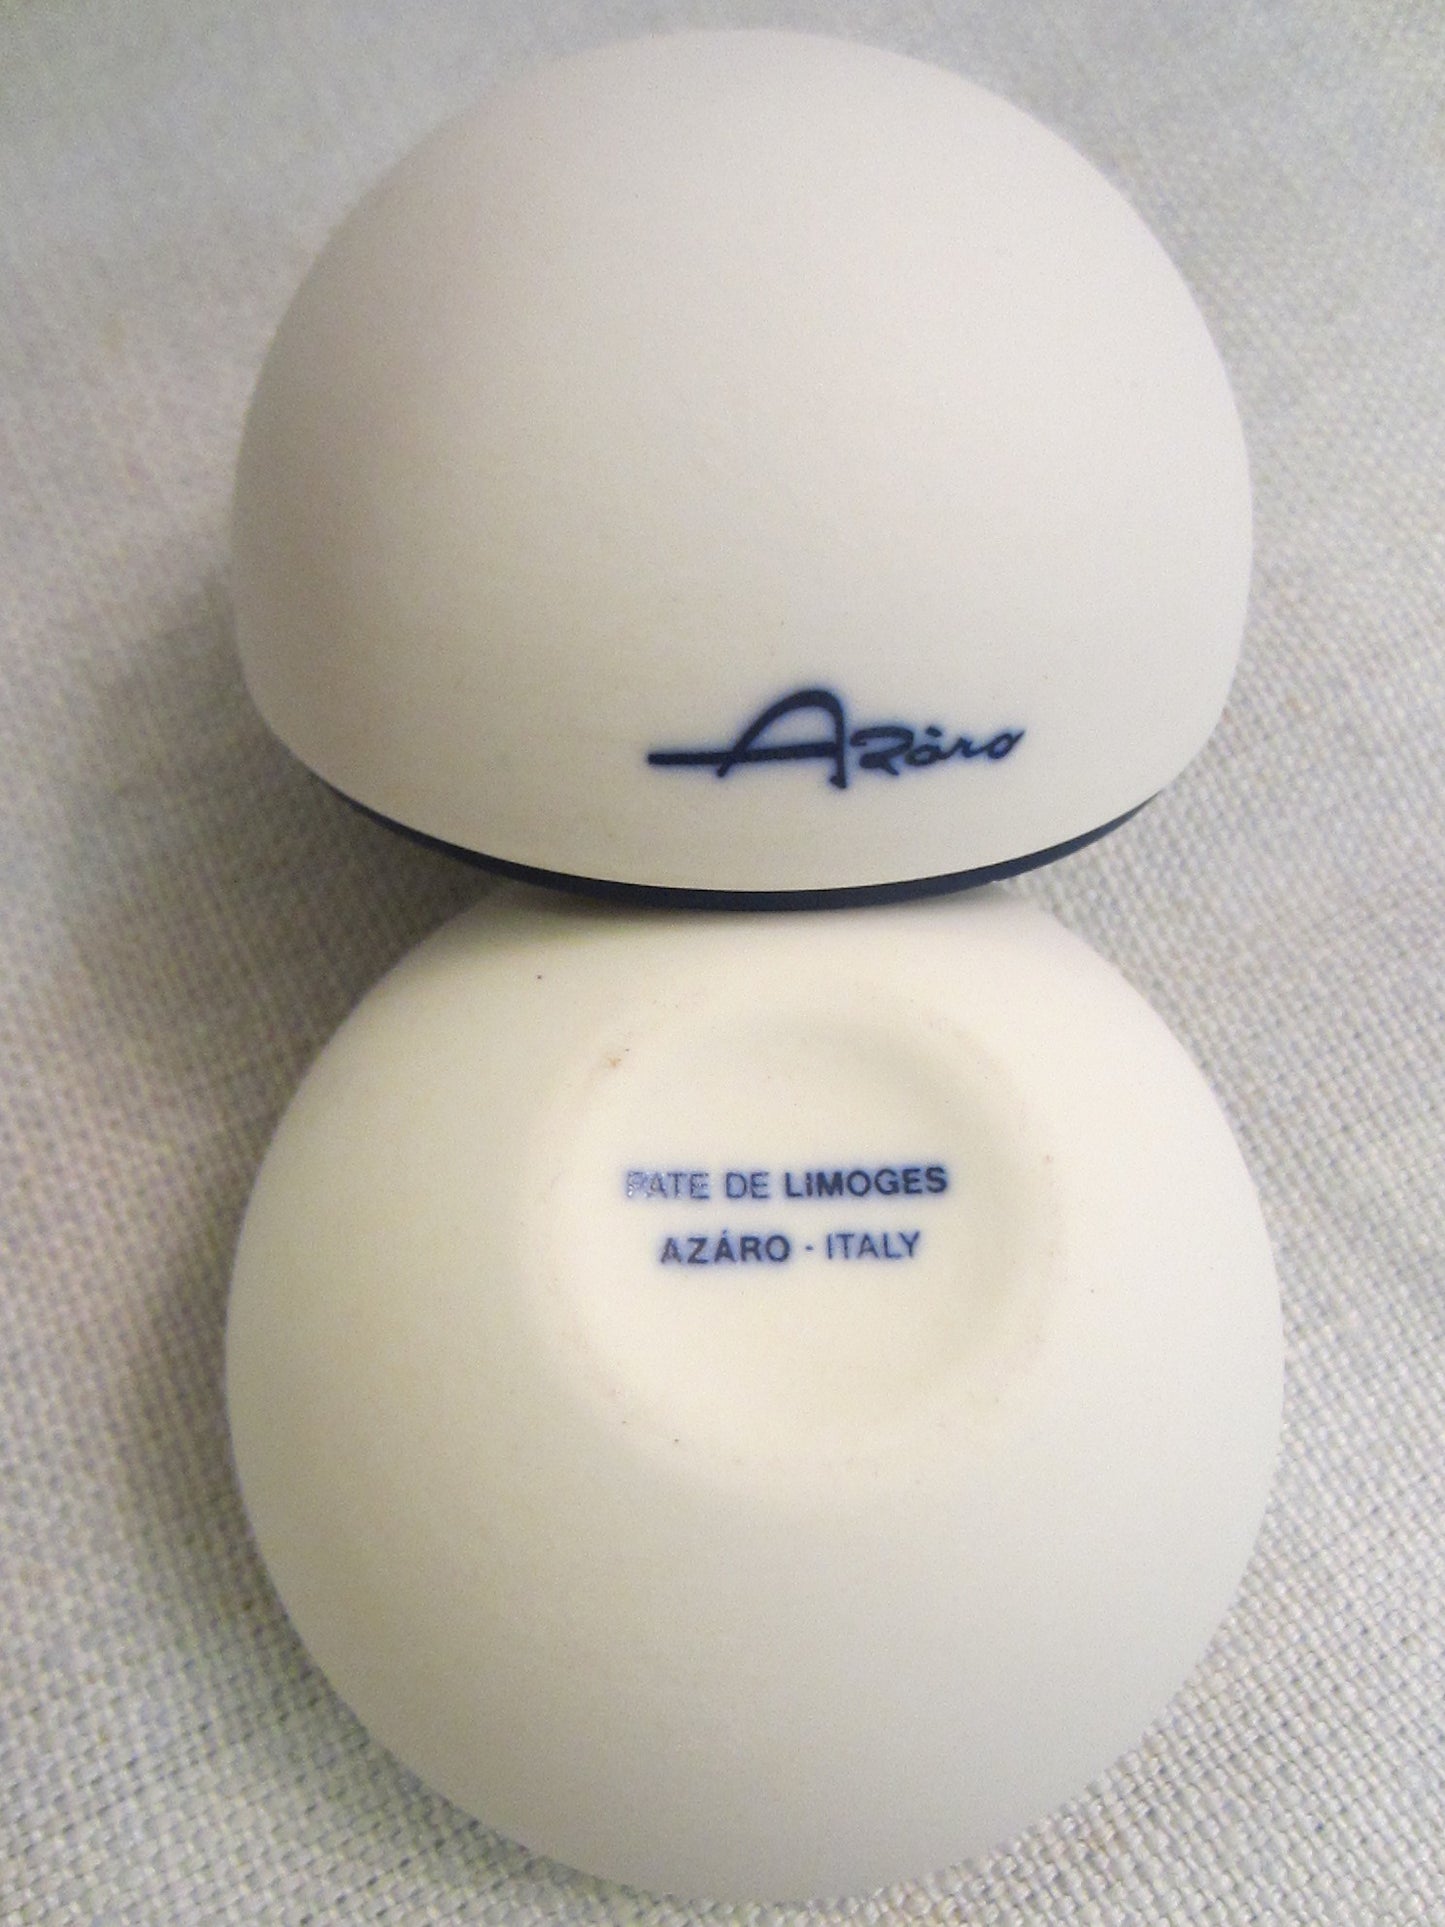 Azàro
PATE DE LIMOGES
AZÁRO - ITALY